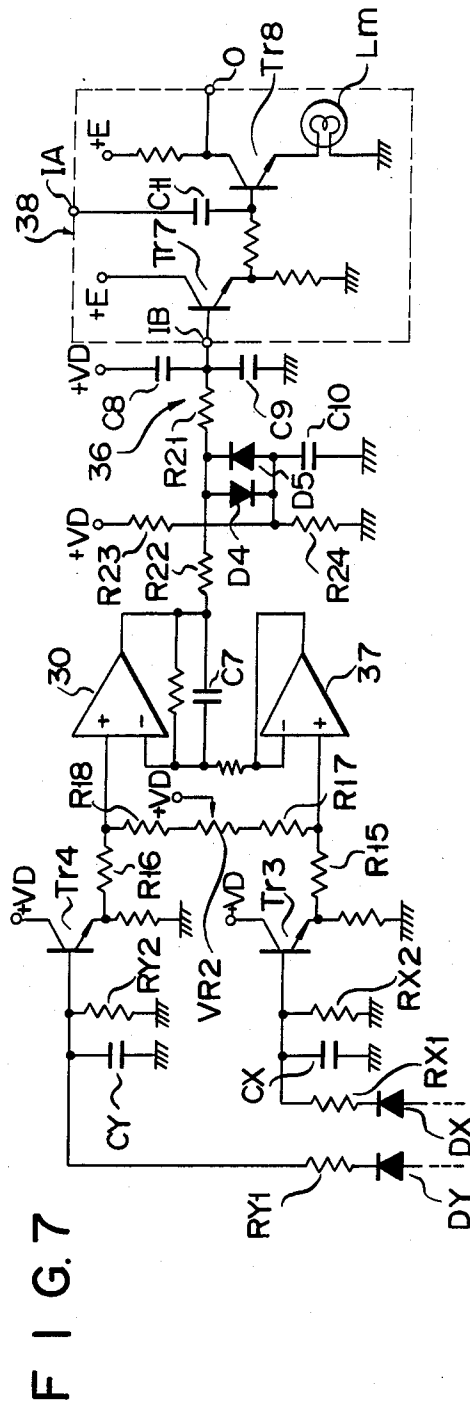 FIG. 7
+VD
Tr4
RY2
CY
RY1
DY
R16
R18
+VD
VR2
+VD
Tr3
R17
R15
RX2
CX
RX1
DX
30
37
C7
+
-
-
+
+VD
R23
R22
D4
R24
D5
C10
R21
36
+VD
C8
C9
IB
38
IA
+E
Tr7
C11
+E
O
Tr8
Lm